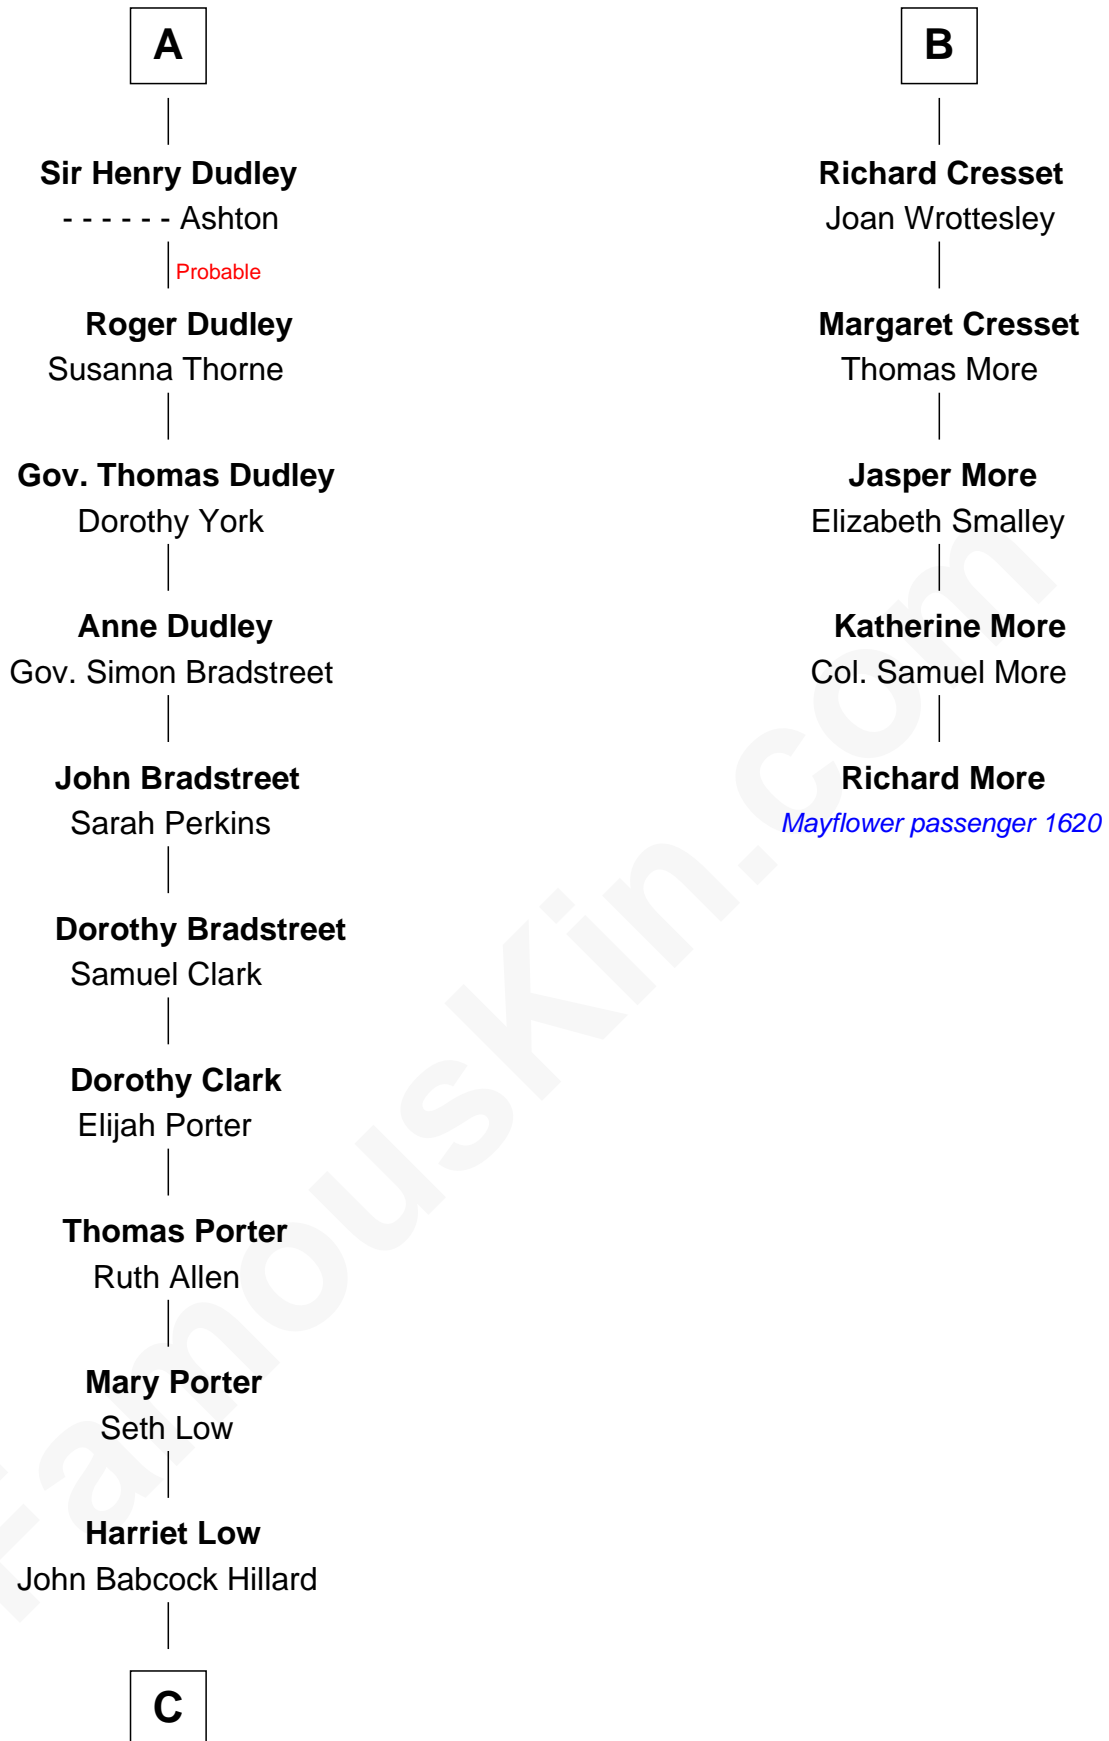 A
Sir Henry Dudley
- - - - - - Ashton
Probable
Roger Dudley
Susanna Thorne
Gov. Thomas Dudley
Dorothy York
Anne Dudley
Gov. Simon Bradstreet
John Bradstreet
Sarah Perkins
Dorothy Bradstreet
Samuel Clark
Dorothy Clark
Elijah Porter
Thomas Porter
Ruth Allen
Mary Porter
Seth Low
Harriet Low
John Babcock Hillard
C
B
Richard Cresset
Joan Wrottesley
Margaret Cresset
Thomas More
Jasper More
Elizabeth Smalley
Katherine More
Col. Samuel More
Richard More
Mayflower passenger 1620
FamousKin.com